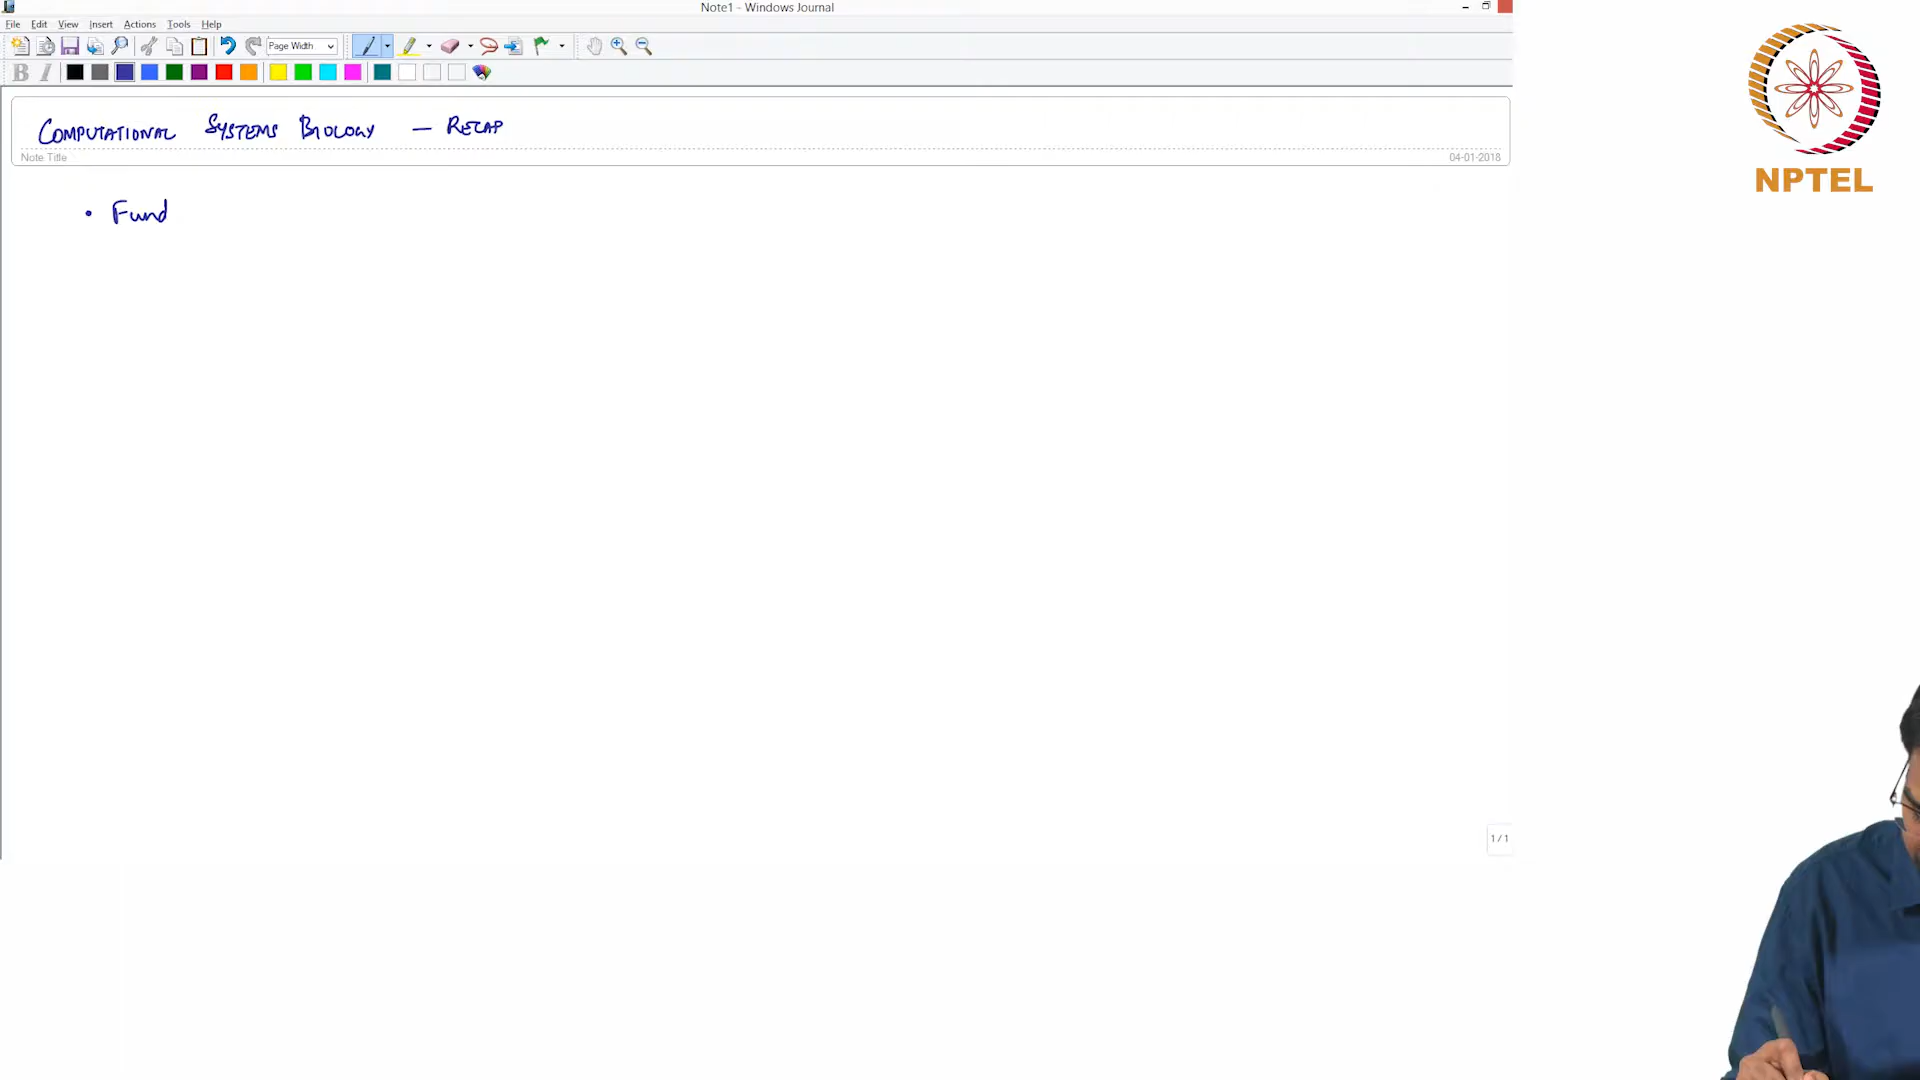 Note1 - Windows Journal
File Edit View Insert Actions Tools Help
Page Width
B I
COMPUTATIONAL SYSTEMS BIOLOGY — RECAP
Note Title
04-01-2018
• Fund
1 / 1
NPTEL